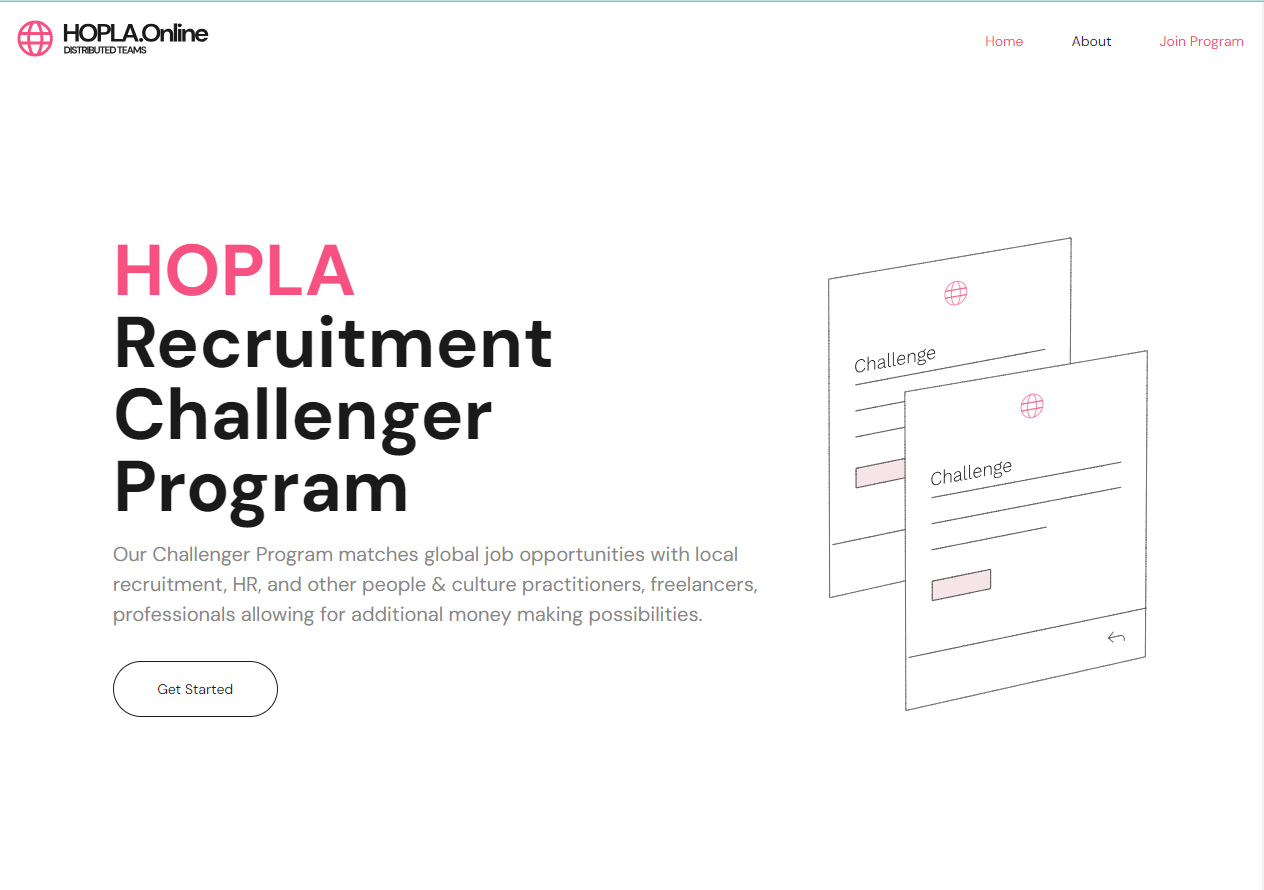 HOPLA.Online
DISTRIBUTED TEAMS
Home
About
Join Program
HOPLA
Recruitment
Challenger
Program
Our Challenger Program matches global job opportunities with local
recruitment, HR, and other people & culture practitioners, freelancers,
professionals allowing for additional money making possibilities.
Get Started
Challenge
Challenge